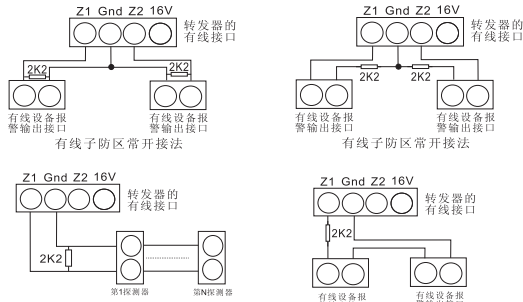 Z1 Gnd Z2 16V
转发器的
有线接口
2K2
2K2
有线设备报
警输出接口
有线设备报
警输出接口
有线子防区常开接法
Z1 Gnd Z2 16V
转发器的
有线接口
2K2
2K2
有线设备报
警输出接口
有线设备报
警输出接口
有线子防区常开接法
Z1 Gnd Z2 16V
转发器的
有线接口
2K2
第1探测器
第N探测器
Z1 Gnd Z2 16V
转发器的
有线接口
2K2
有线设备报
有线设备报
警输出接口